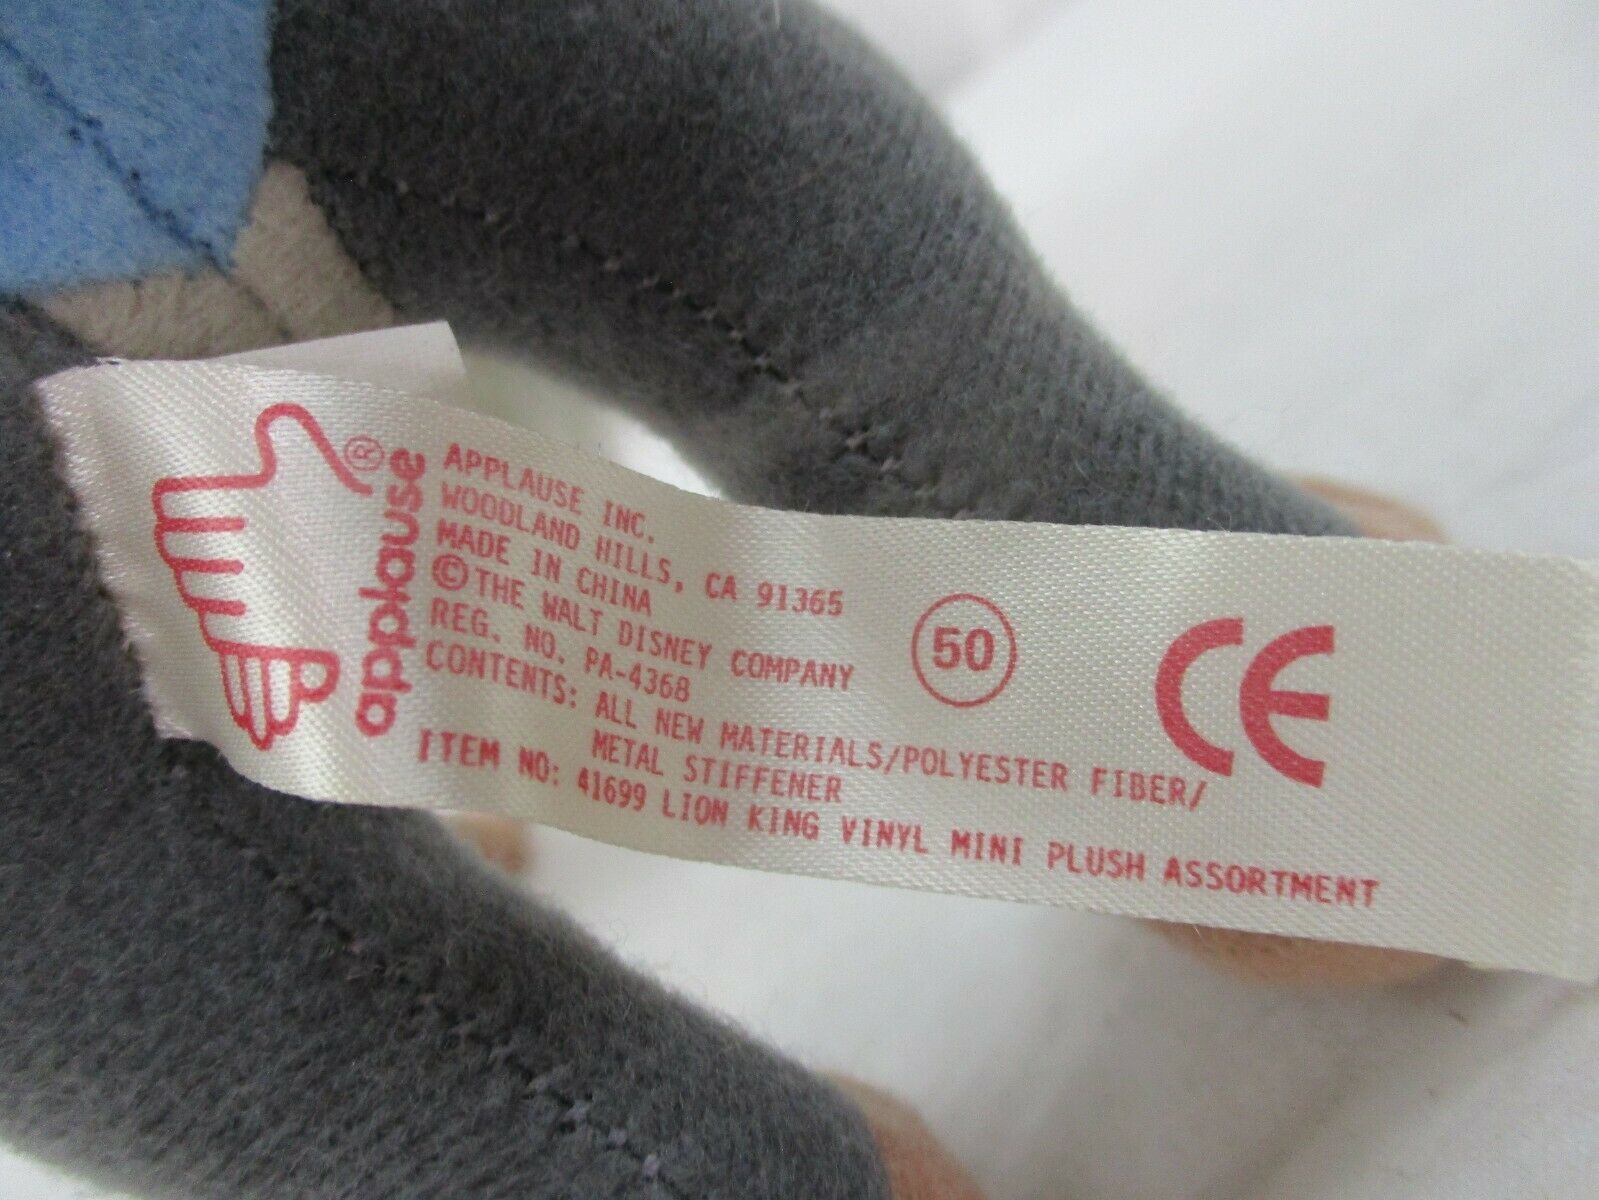 applause®
APPLAUSE INC.
WOODLAND HILLS, CA 91365
MADE IN CHINA
©THE WALT DISNEY COMPANY
REG. NO. PA-4368
CONTENTS: ALL NEW MATERIALS/POLYESTER FIBER/
METAL STIFFENER
ITEM NO: 41699 LION KING VINYL MINI PLUSH ASSORTMENT
50
CE